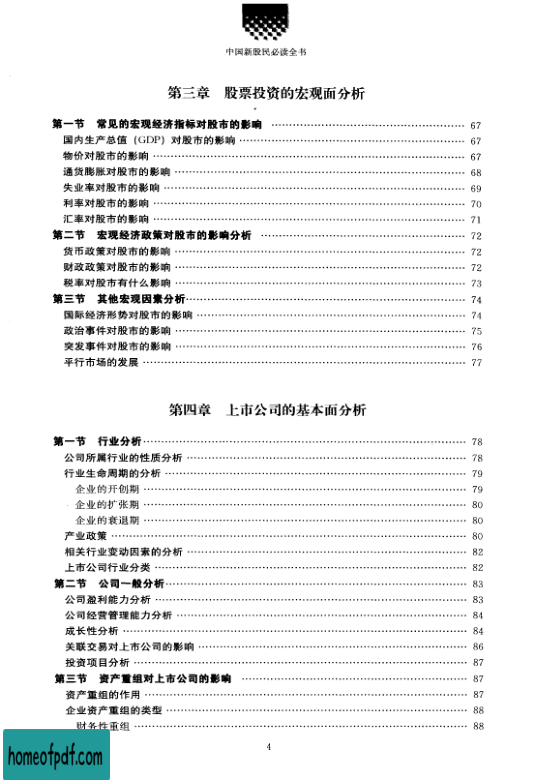 中国新股民必读全书
第三章 股票投资的宏观面分析
第一节 常见的宏观经济指标对股市的影响 …… 67
国内生产总值（GDP）对股市的影响 …… 67
物价对股市的影响 …… 67
通货膨胀对股市的影响 …… 68
失业率对股市的影响 …… 69
利率对股市的影响 …… 70
汇率对股市的影响 …… 71
第二节 宏观经济政策对股市的影响分析 …… 72
货币政策对股市的影响 …… 72
财政政策对股市的影响 …… 72
税率对股市有什么影响 …… 73
第三节 其他宏观因素分析 …… 74
国际经济形势对股市的影响 …… 74
政治事件对股市的影响 …… 75
突发事件对股市的影响 …… 76
平行市场的发展 …… 77
第四章 上市公司的基本面分析
第一节 行业分析 …… 78
公司所属行业的性质分析 …… 78
行业生命周期的分析 …… 79
企业的开创期 …… 79
企业的扩张期 …… 80
企业的衰退期 …… 80
产业政策 …… 80
相关行业变动因素的分析 …… 82
上市公司行业分类 …… 82
第二节 公司一般分析 …… 83
公司盈利能力分析 …… 83
公司经营管理能力分析 …… 84
成长性分析 …… 84
关联交易对上市公司的影响 …… 86
投资项目分析 …… 87
第三节 资产重组对上市公司的影响 …… 87
资产重组的作用 …… 87
企业资产重组的类型 …… 88
财务性重组 …… 88
4
homeofpdf.com